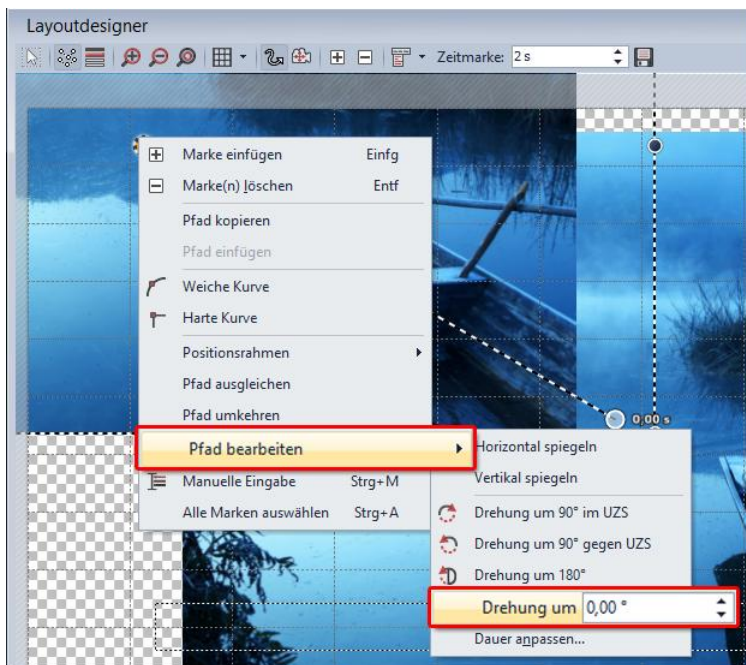 Layoutdesigner
Zeitmarke: 2 s
Marke einfügen Einfg
Marke(n) löschen Entf
Pfad kopieren
Pfad einfügen
Weiche Kurve
Harte Kurve
Positionsrahmen
Pfad ausgleichen
Pfad umkehren
0,00 s
Pfad bearbeiten
Horizontal spiegeln
Manuelle Eingabe Strg+M
Vertikal spiegeln
Alle Marken auswählen Strg+A
Drehung um 90° im UZS
Drehung um 90° gegen UZS
Drehung um 180°
Drehung um 0,00 °
Dauer anpassen...